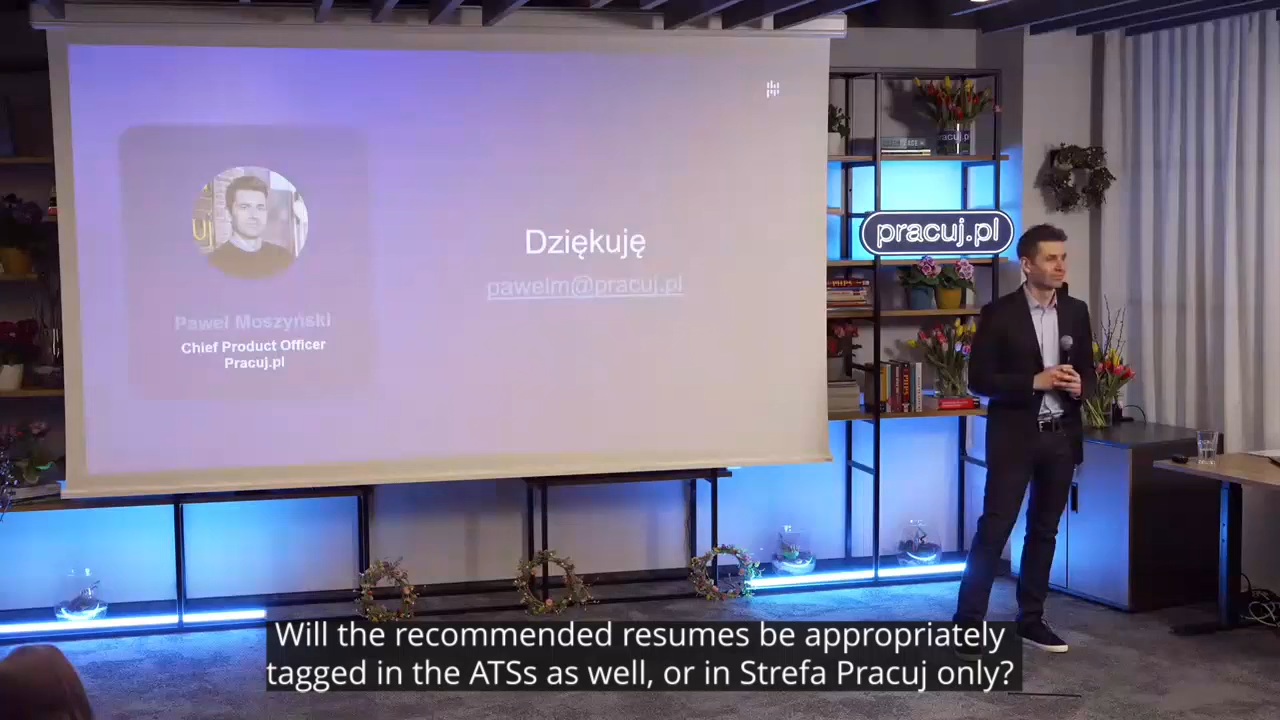 Dziękuję
pawelm@pracuj.pl
Paweł Moszyński
Chief Product Officer
Pracuj.pl
pracuj.pl
Will the recommended resumes be appropriately
tagged in the ATSs as well, or in Strefa Pracuj only?